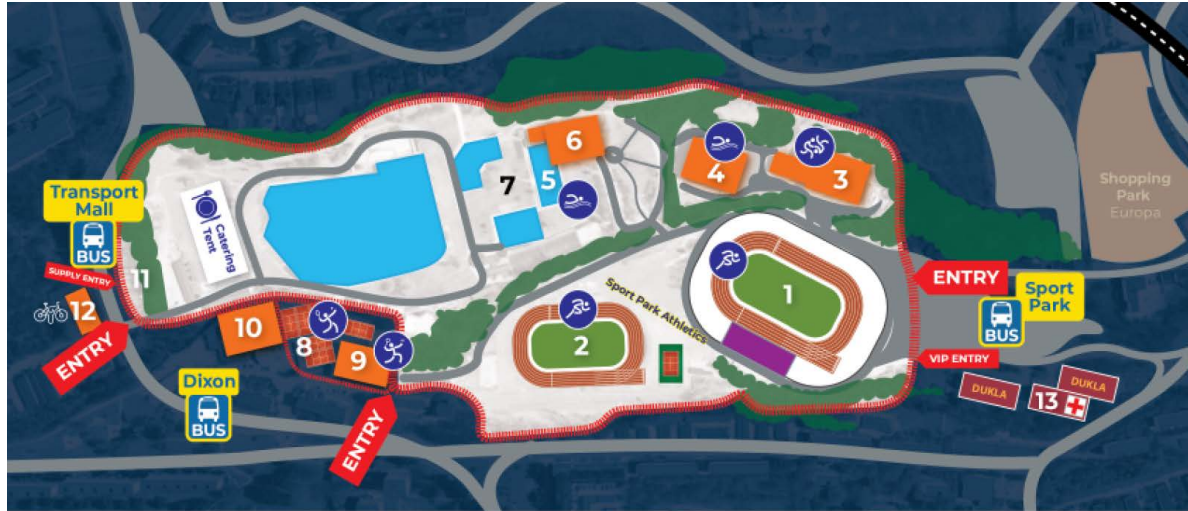 Transport
Mall
BUS
SUPPLY ENTRY
12
ENTRY
11
Catering
Tent
10
8
9
Dixon
BUS
ENTRY
7
5
6
4
3
2
Sport Park Athletics
1
ENTRY
Sport
Park
BUS
VIP ENTRY
DUKLA
13
DUKLA
Shopping
Park
Europa